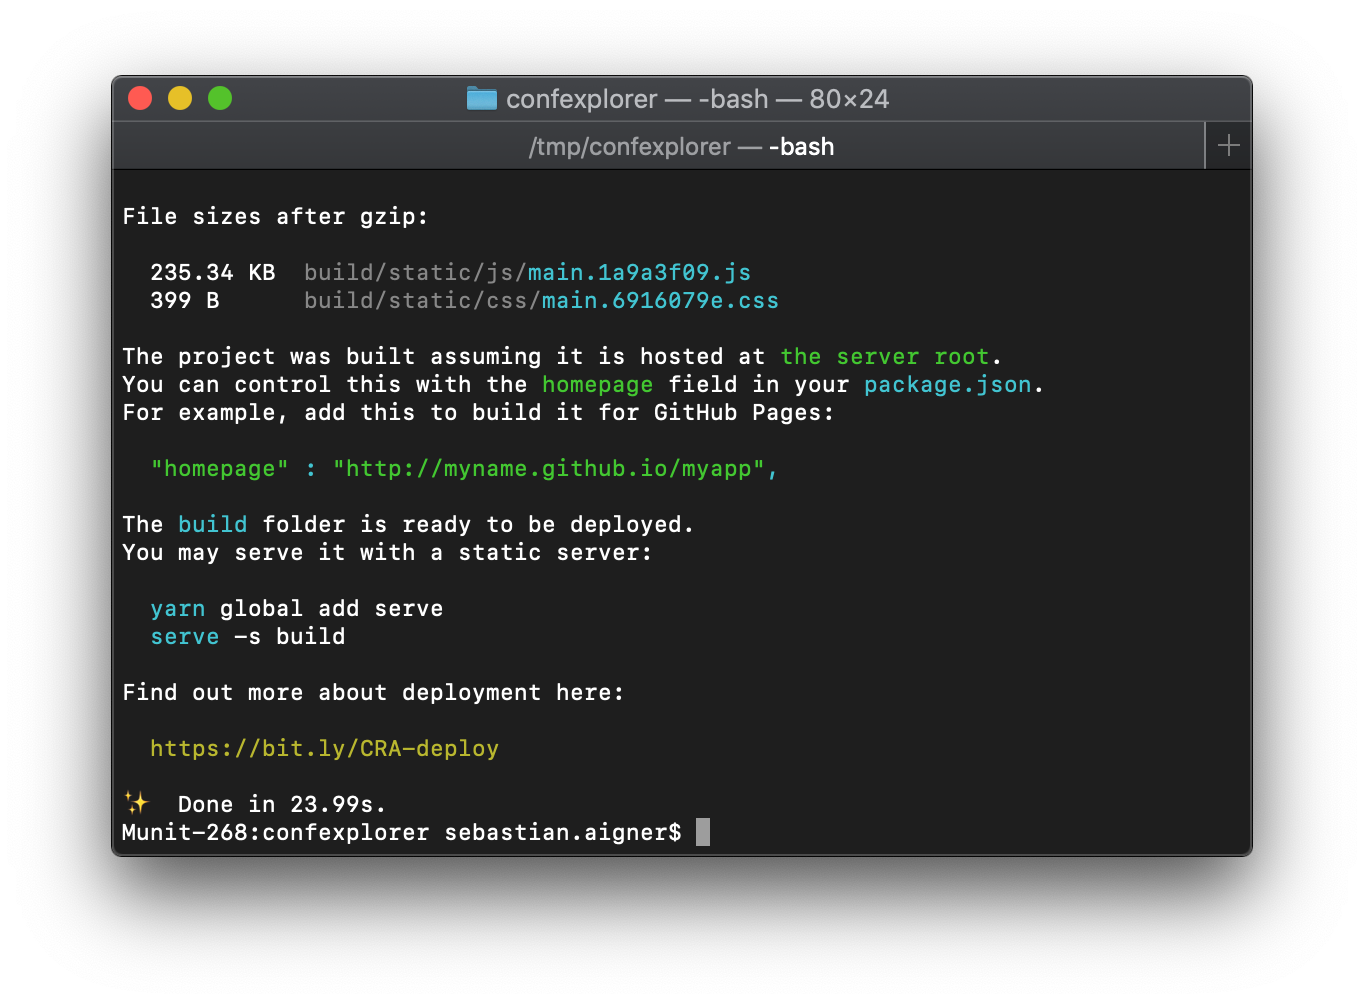 confexplorer — -bash — 80×24
/tmp/confexplorer — -bash
File sizes after gzip:
235.34 KB  build/static/js/main.1a9a3f09.js
399 B      build/static/css/main.6916079e.css
The project was built assuming it is hosted at the server root.
You can control this with the homepage field in your package.json.
For example, add this to build it for GitHub Pages:
"homepage" : "http://myname.github.io/myapp",
The build folder is ready to be deployed.
You may serve it with a static server:
yarn global add serve
serve -s build
Find out more about deployment here:
https://bit.ly/CRA-deploy
✨  Done in 23.99s.
Munit-268:confexplorer sebastian.aigner$